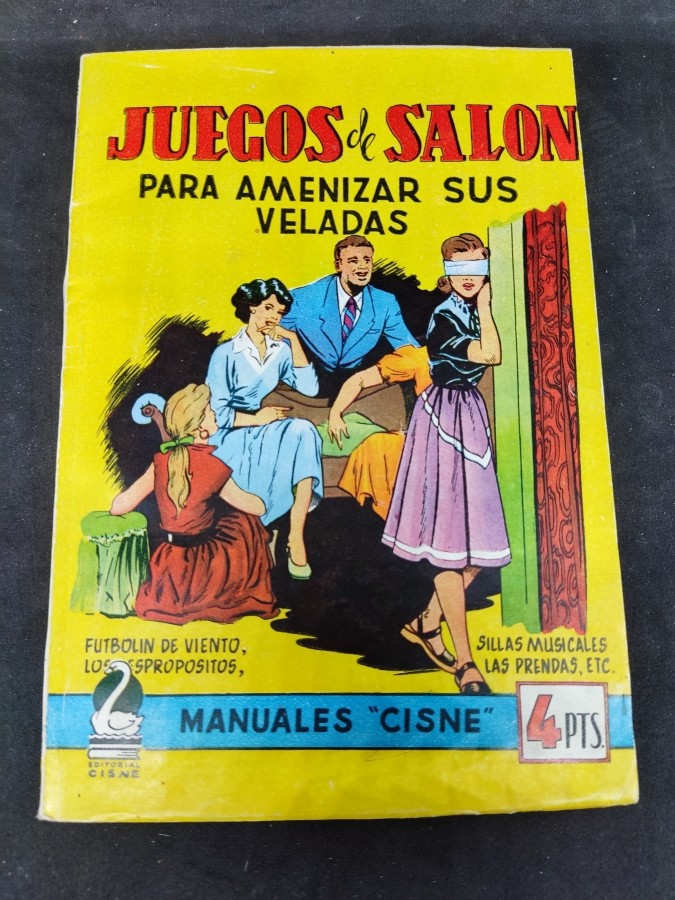 JUEGOS de SALON
PARA AMENIZAR SUS
VELADAS
FUTBOLIN DE VIENTO,
LOS ESPROPOSITOS,
SILLAS MUSICALES
LAS PRENDAS, ETC.
MANUALES "CISNE"
4 PTS.
EDITORIAL
CISNE